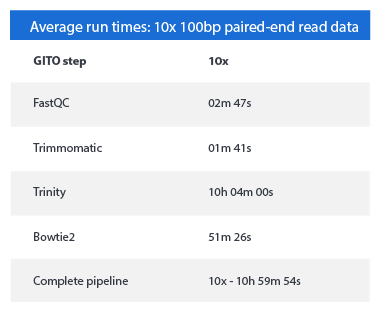 Average run times: 10x 100bp paired-end read data
GITO step 10x
FastQC 02m 47s
Trimmomatic 01m 41s
Trinity 10h 04m 00s
Bowtie2 51m 26s
Complete pipeline 10x - 10h 59m 54s